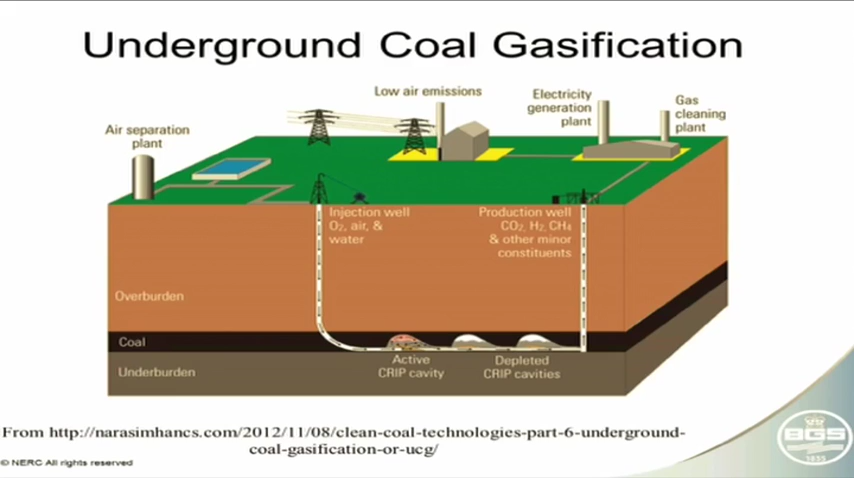 Underground Coal Gasification
Low air emissions
Electricity
generation
plant
Gas
cleaning
plant
Air separation
plant
Injection well
O2, air, &
water
Production well
CO2, H2, CH4
& other minor
constituents
Overburden
Coal
Underburden
Active
CRIP cavity
Depleted
CRIP cavities
From http://narasimhancs.com/2012/11/08/clean-coal-technologies-part-6-underground-
coal-gasification-or-ucg/
© NERC All rights reserved
BGS
1835